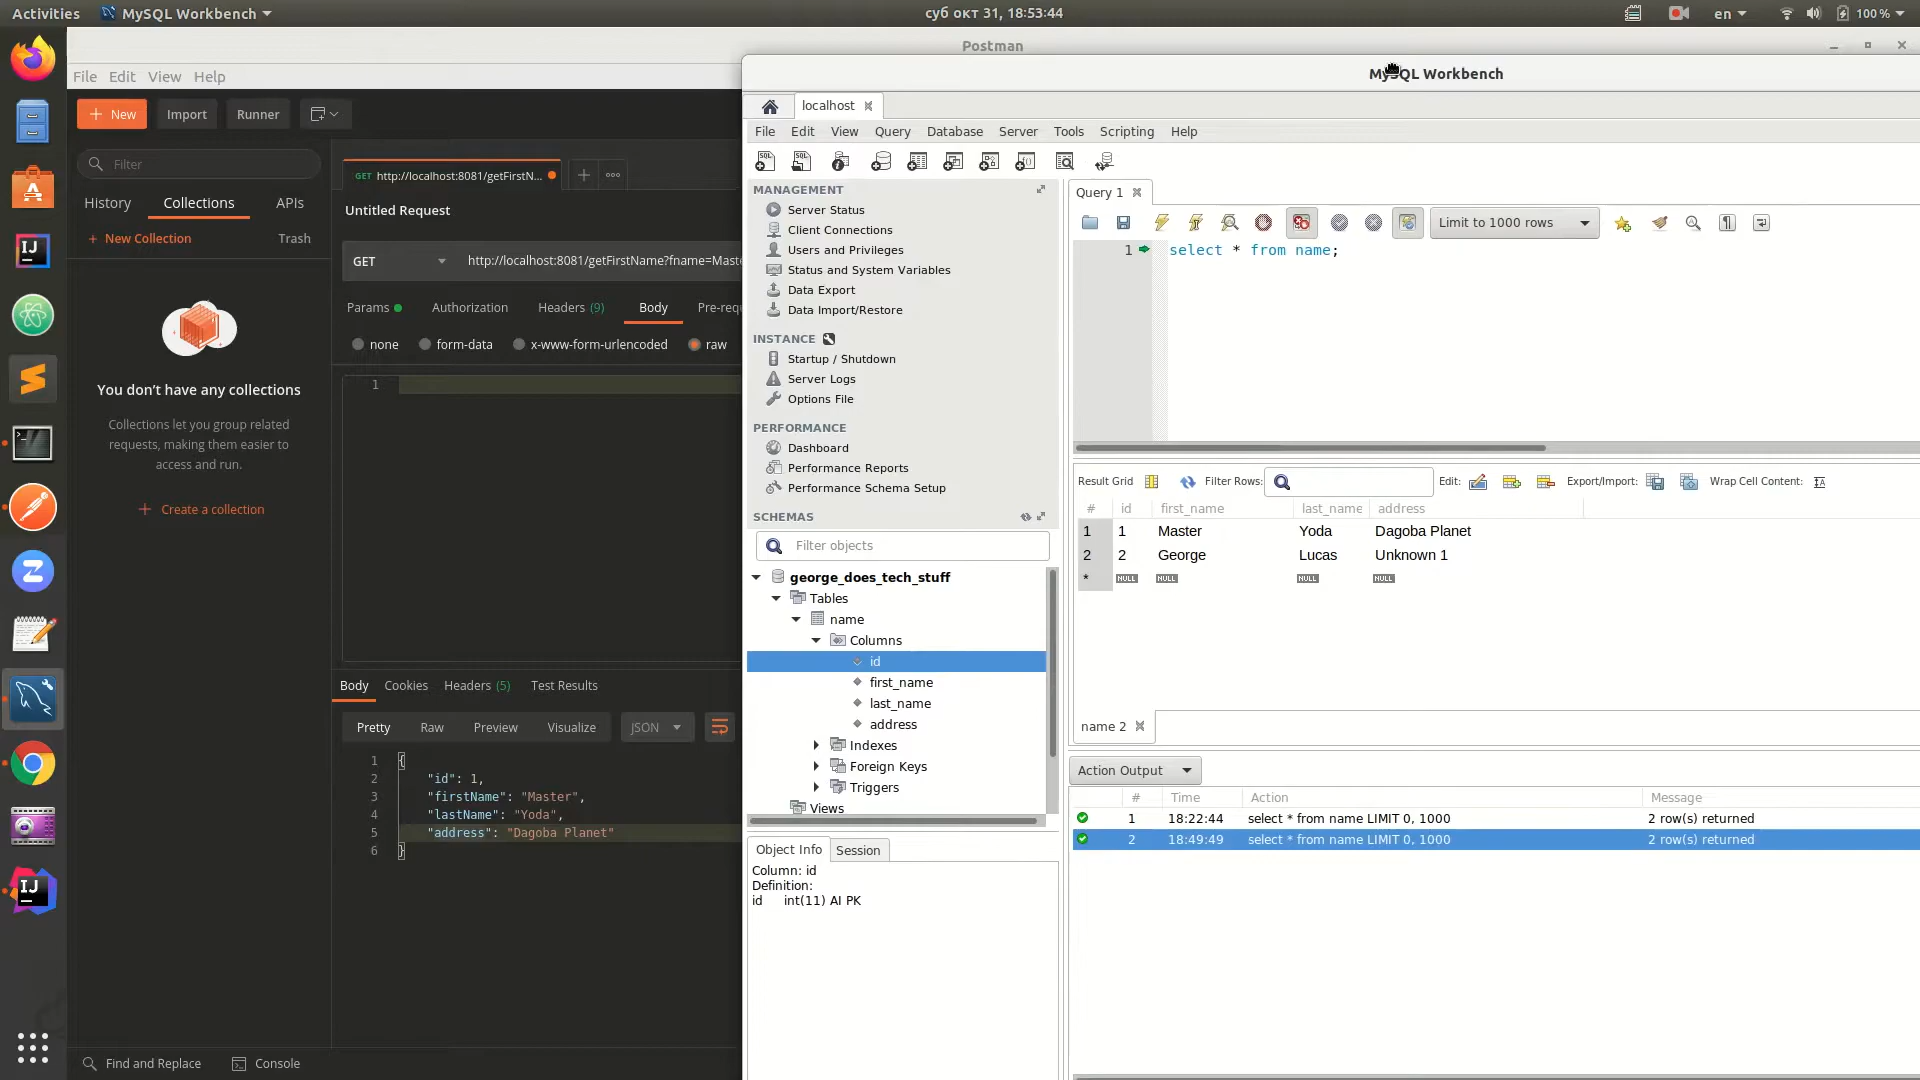 Activities
MySQL Workbench
суб окт 31, 18:53:44
en
100 %
Postman
File Edit View Help
New
Import
Runner
Filter
History
Collections
APIs
New Collection
Trash
You don't have any collections
Collections let you group related
requests, making them easier to
access and run.
Create a collection
GET http://localhost:8081/getFirstN...
Untitled Request
GET
http://localhost:8081/getFirstName?fname=Maste
Params
Authorization
Headers (9)
Body
Pre-requ
none
form-data
x-www-form-urlencoded
raw
1
Body
Cookies
Headers (5)
Test Results
Pretty
Raw
Preview
Visualize
JSON
1 {
2 "id": 1,
3 "firstName": "Master",
4 "lastName": "Yoda",
5 "address": "Dagoba Planet"
6 }
Find and Replace
Console
MySQL Workbench
localhost
File Edit View Query Database Server Tools Scripting Help
MANAGEMENT
Server Status
Client Connections
Users and Privileges
Status and System Variables
Data Export
Data Import/Restore
INSTANCE
Startup / Shutdown
Server Logs
Options File
PERFORMANCE
Dashboard
Performance Reports
Performance Schema Setup
SCHEMAS
Filter objects
george_does_tech_stuff
Tables
name
Columns
id
first_name
last_name
address
Indexes
Foreign Keys
Triggers
Views
Object Info
Session
Column: id
Definition:
id int(11) AI PK
Query 1
Limit to 1000 rows
1 select * from name;
Result Grid
Filter Rows:
Edit:
Export/Import:
Wrap Cell Content:
# id first_name last_name address
1 1 Master Yoda Dagoba Planet
2 2 George Lucas Unknown 1
* NULL NULL NULL NULL
name 2
Action Output
# Time Action Message
1 18:22:44 select * from name LIMIT 0, 1000 2 row(s) returned
2 18:49:49 select * from name LIMIT 0, 1000 2 row(s) returned